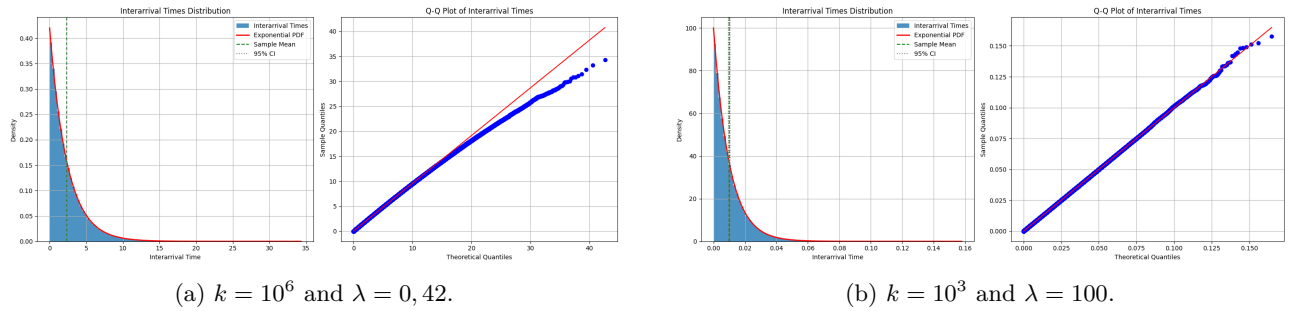 Interarrival Times Distribution
Interarrival Times
Exponential PDF
Sample Mean
95% CI
Density
0.40
0.35
0.30
0.25
0.20
0.15
0.10
0.05
0.00
0 5 10 15 20 25 30 35
Interarrival Time
Q-Q Plot of Interarrival Times
Sample Quantiles
40
35
30
25
20
15
10
5
0
0 10 20 30 40
Theoretical Quantiles
(a) k = 10⁶ and λ = 0, 42.
Interarrival Times Distribution
Interarrival Times
Exponential PDF
Sample Mean
95% CI
Density
100
80
60
40
20
0
0.00 0.02 0.04 0.06 0.08 0.10 0.12 0.14 0.16
Interarrival Time
Q-Q Plot of Interarrival Times
Sample Quantiles
0.150
0.125
0.100
0.075
0.050
0.025
0.000
0.000 0.025 0.050 0.075 0.100 0.125 0.150
Theoretical Quantiles
(b) k = 10³ and λ = 100.